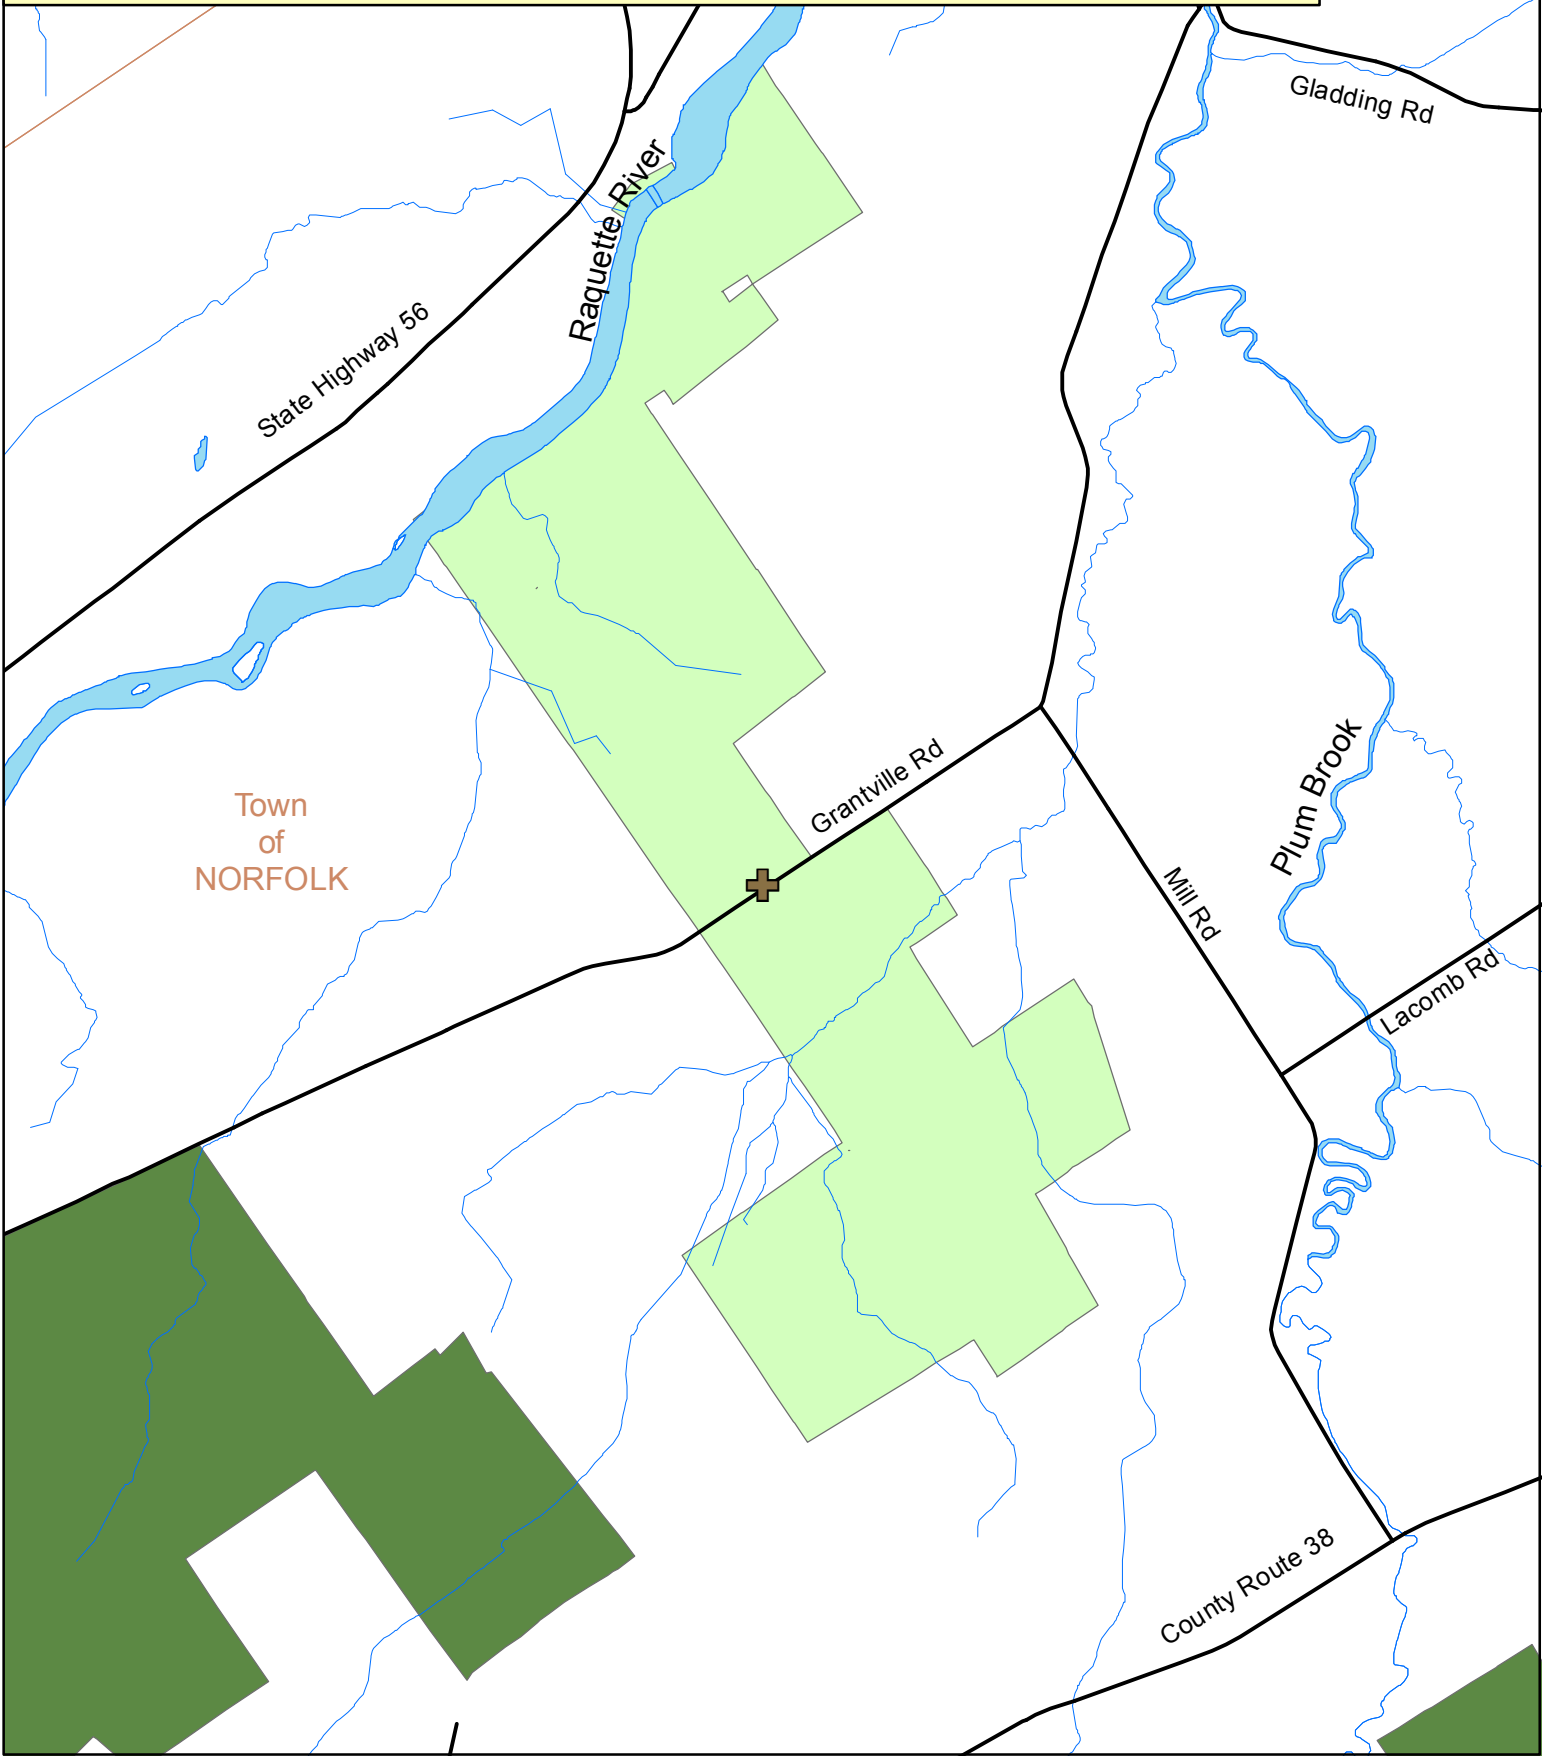 Gladding Rd
Raquette River
State Highway 56
Grantville Rd
Plum Brook
Town
of
NORFOLK
Mill Rd
Lacomb Rd
County Route 38